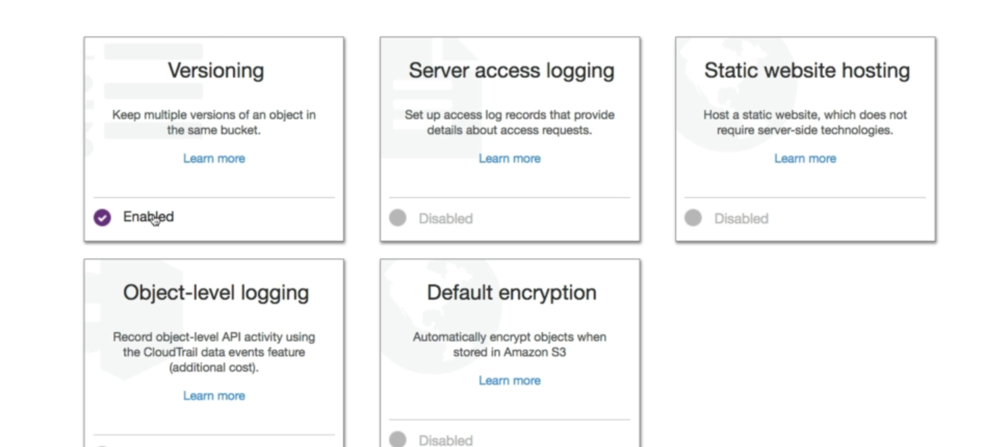 Versioning
Keep multiple versions of an object in
the same bucket.
Learn more
Enabled
Server access logging
Set up access log records that provide
details about access requests.
Learn more
Disabled
Static website hosting
Host a static website, which does not
require server-side technologies.
Learn more
Disabled
Object-level logging
Record object-level API activity using
the CloudTrail data events feature
(additional cost).
Learn more
Default encryption
Automatically encrypt objects when
stored in Amazon S3
Learn more
Disabled